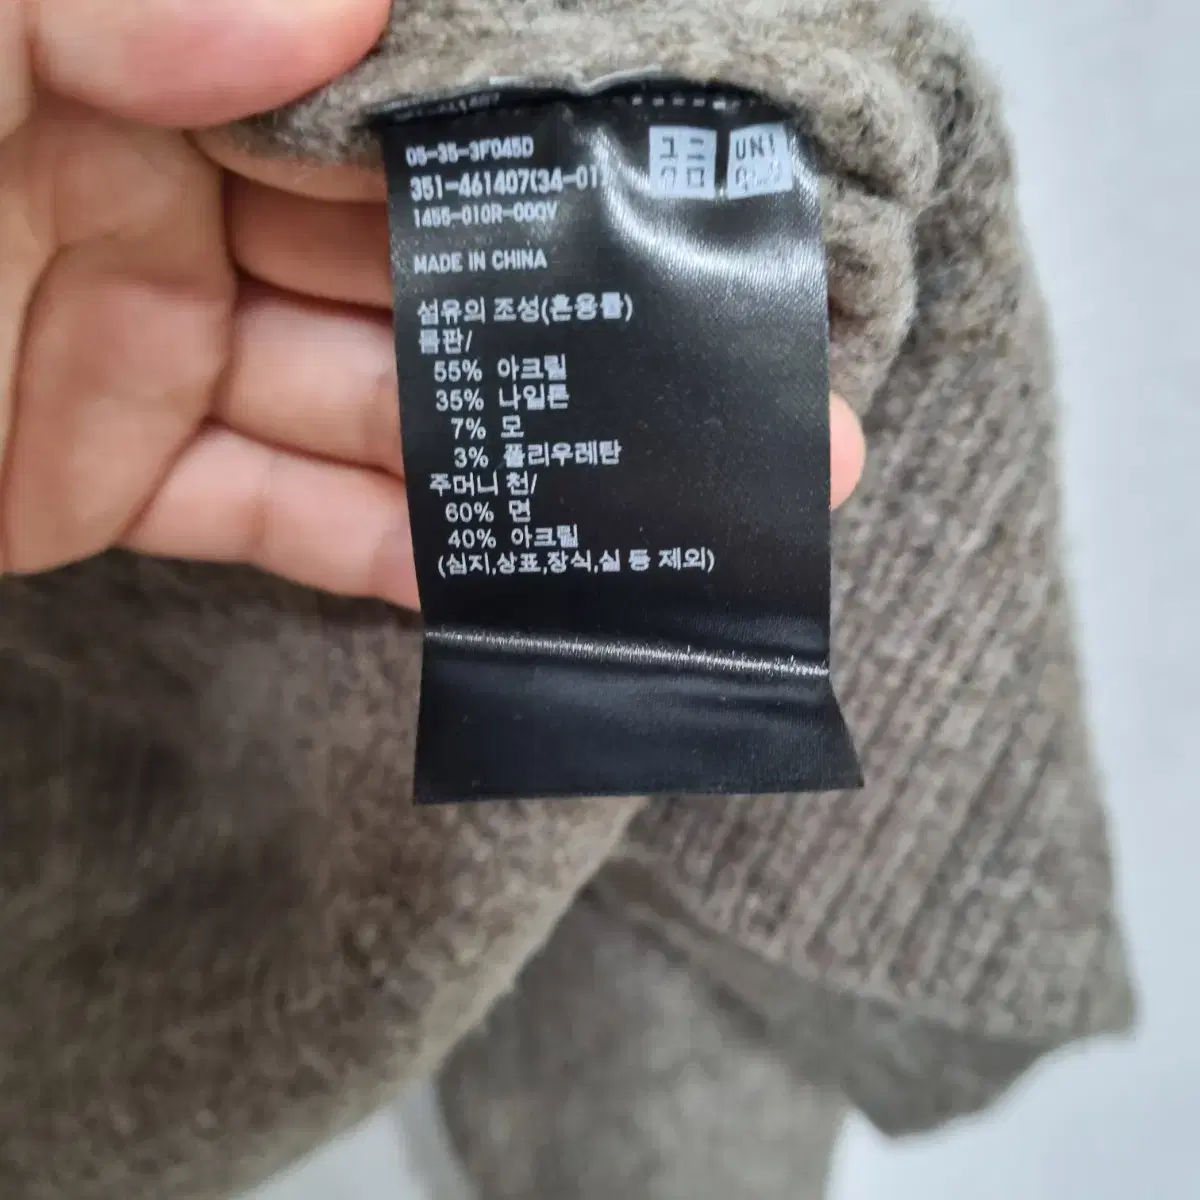 05-35-3F045D
351-461407(34-01)
1455-010R-00QV
UNI
MADE IN CHINA
섬유의 조성(혼용률)
몸판/
55% 아크릴
35% 나일론
7% 모
3% 폴리우레탄
주머니 천/
60% 면
40% 아크릴
(심지,상표,장식,실 등 제외)